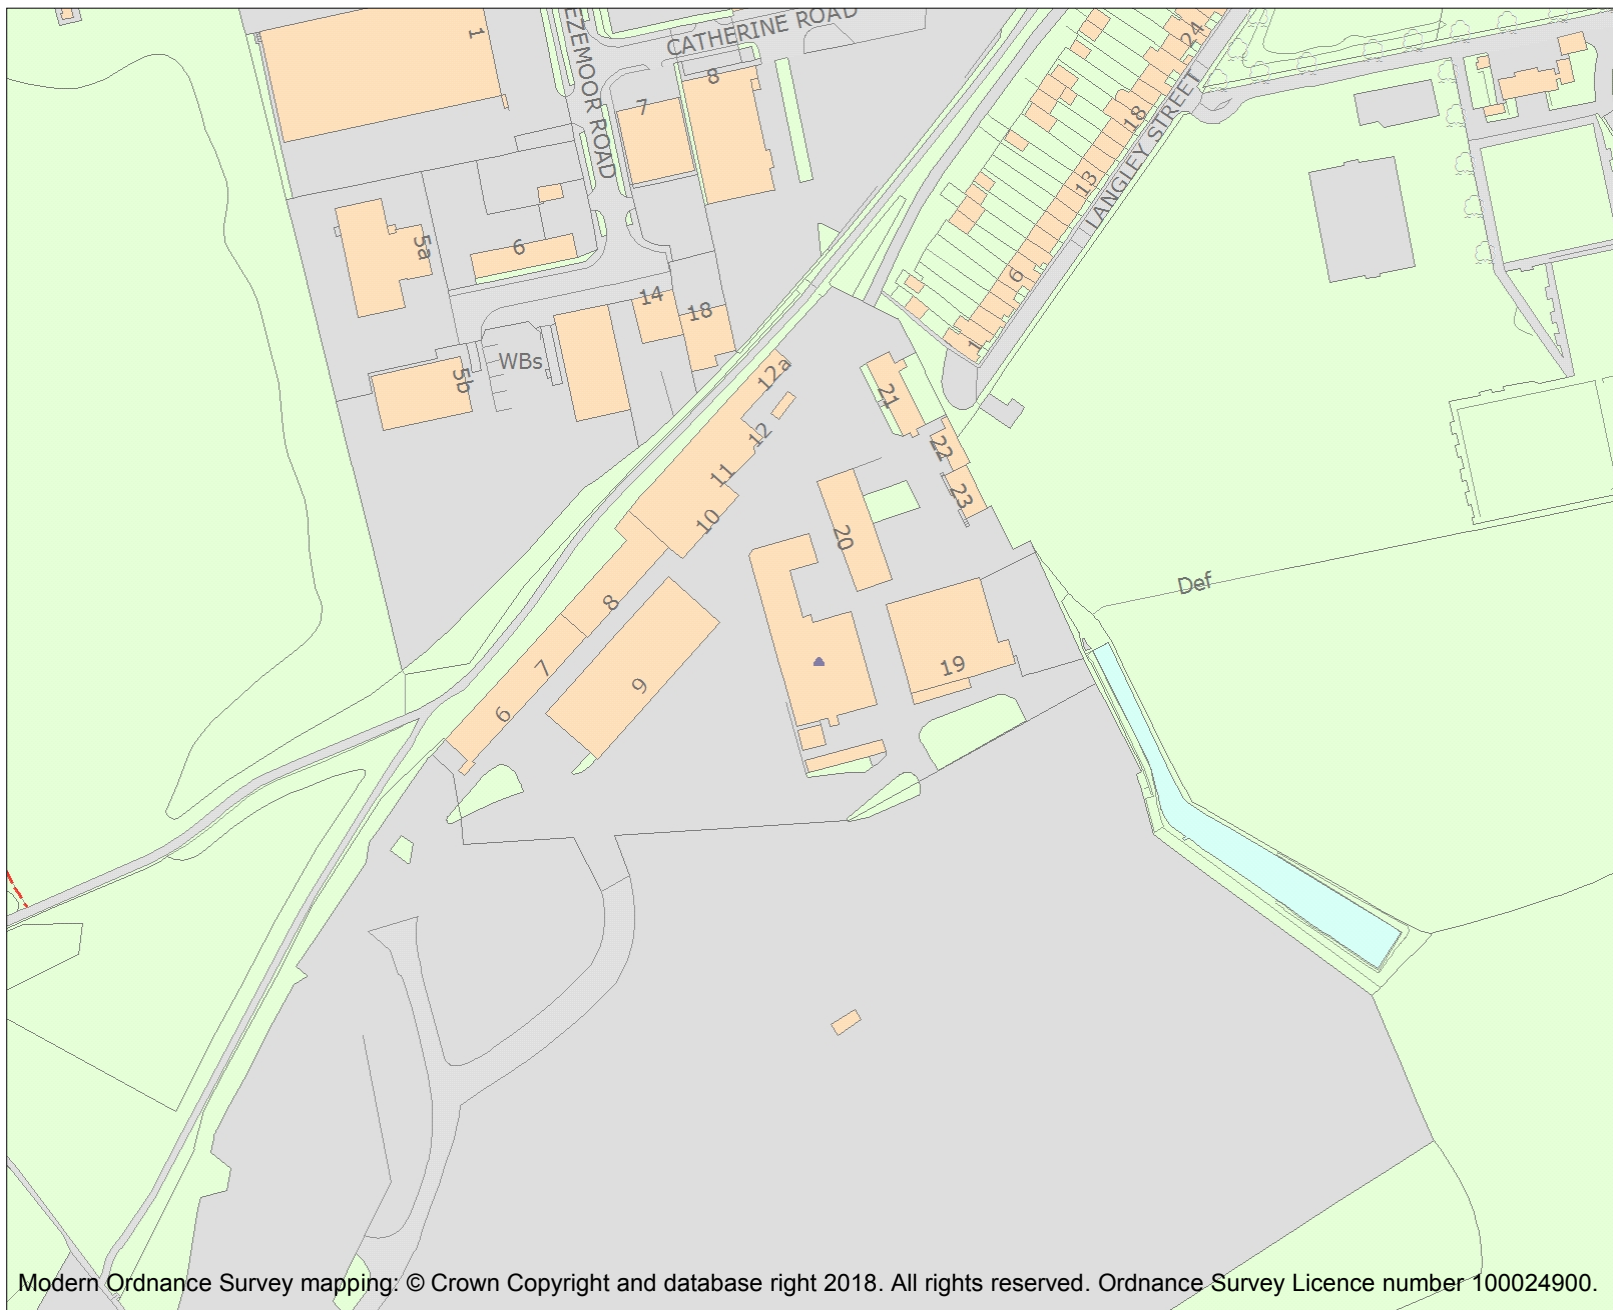 1
EZEMOOR ROAD
CATHERINE ROAD
8
7
24
18
LANGLEY STREET
13
6
1
5a
6
14
18
WBs
5b
12a
12
11
10
21
22
23
20
8
7
6
9
19
Def
Modern Ordnance Survey mapping: © Crown Copyright and database right 2018. All rights reserved. Ordnance Survey Licence number 100024900.